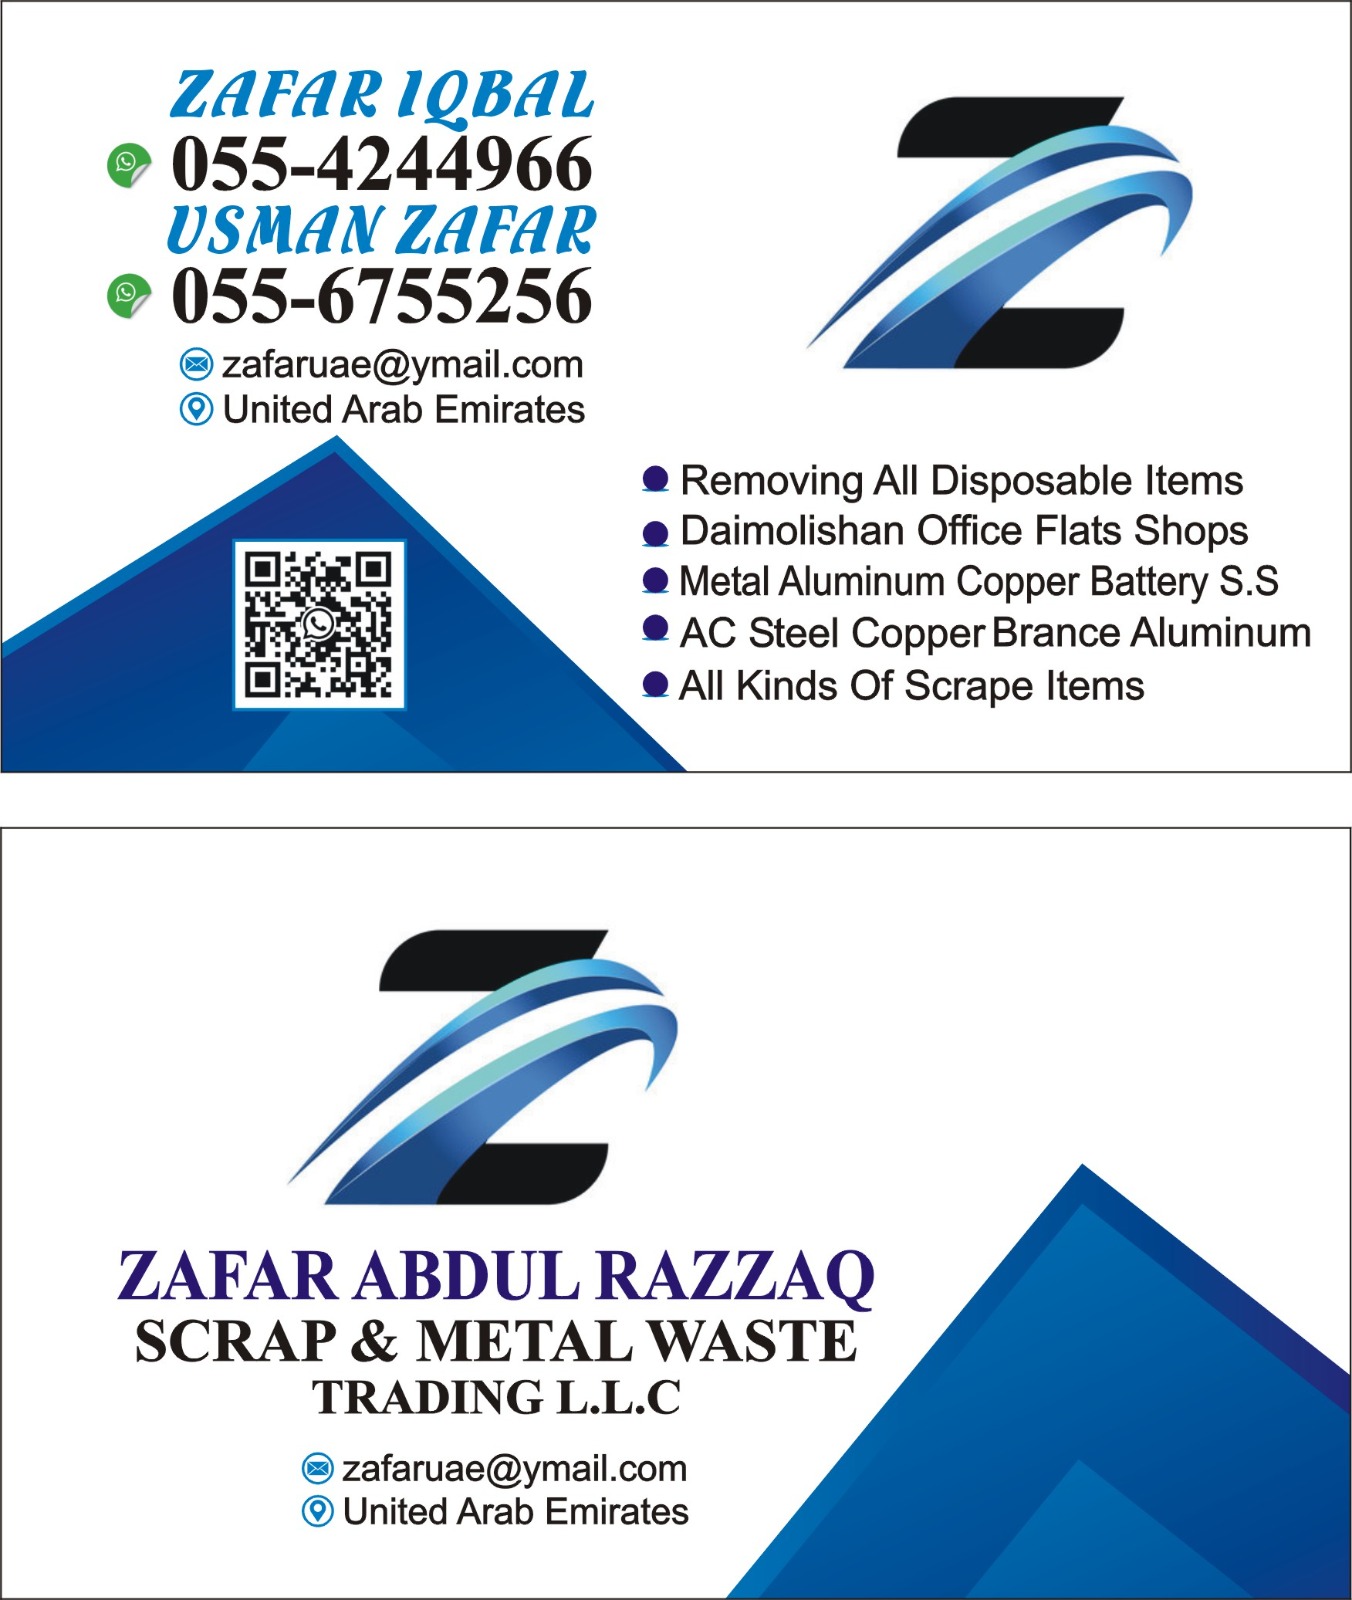 ZAFAR IQBAL
055-4244966
USMAN ZAFAR
055-6755256
zafaruae@ymail.com
United Arab Emirates
Removing All Disposable Items
Daimolishan Office Flats Shops
Metal Aluminum Copper Battery S.S
AC Steel Copper Brance Aluminum
All Kinds Of Scrape Items
ZAFAR ABDUL RAZZAQ
SCRAP & METAL WASTE
TRADING L.L.C
zafaruae@ymail.com
United Arab Emirates